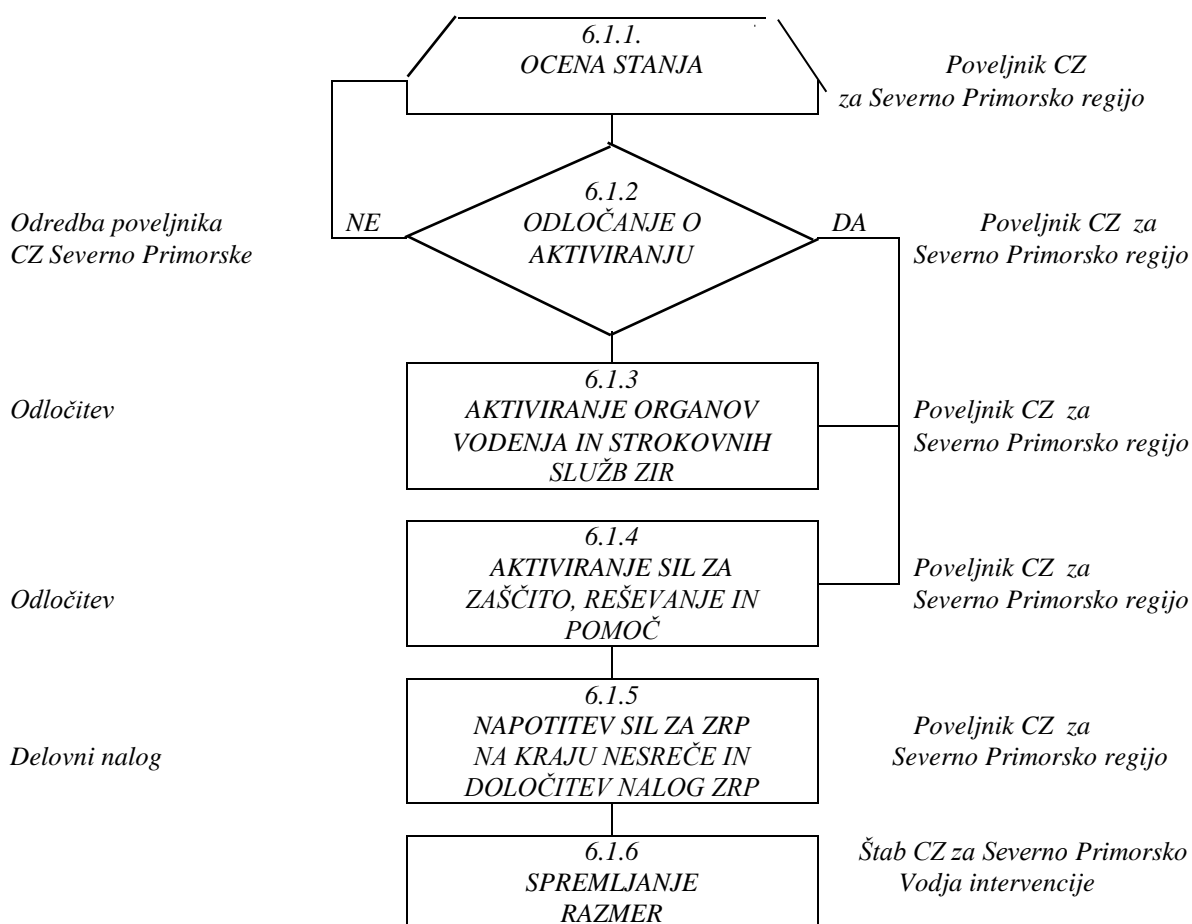 6.1.1.
OCENA STANJA
Poveljnik CZ
za Severno Primorsko regijo
Odredba poveljnika
CZ Severno Primorske
NE
6.1.2
ODLOČANJE O
AKTIVIRANJU
DA
Poveljnik CZ za
Severno Primorsko regijo
Odločitev
6.1.3
AKTIVIRANJE ORGANOV
VODENJA IN STROKOVNIH
SLUŽB ZIR
Poveljnik CZ za
Severno Primorsko regijo
Odločitev
6.1.4
AKTIVIRANJE SIL ZA
ZAŠČITO, REŠEVANJE IN
POMOČ
Poveljnik CZ za
Severno Primorsko regijo
Delovni nalog
6.1.5
NAPOTITEV SIL ZA ZRP
NA KRAJU NESREČE IN
DOLOČITEV NALOG ZRP
Poveljnik CZ za
Severno Primorsko regijo
6.1.6
SPREMLJANJE
RAZMER
Štab CZ za Severno Primorsko
Vodja intervencije